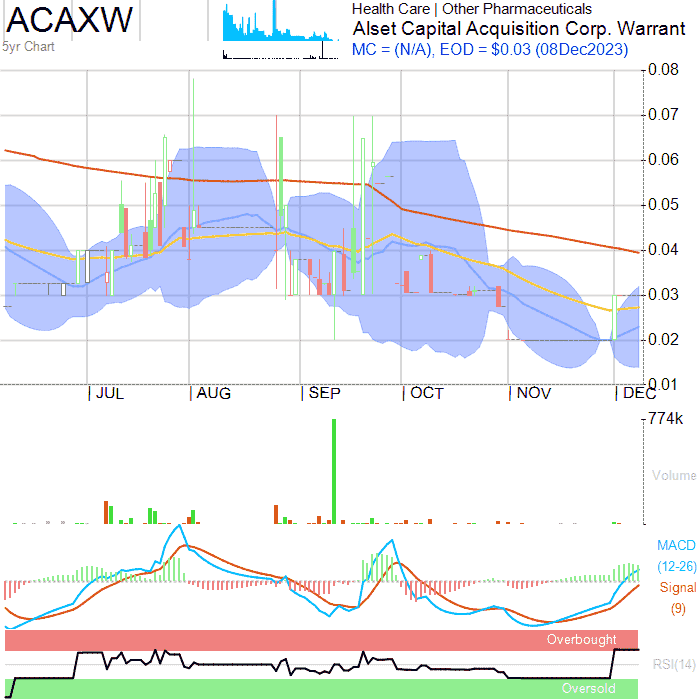 ACAXW
5yr Chart
Health Care | Other Pharmaceuticals
Alset Capital Acquisition Corp. Warrant
MC = (N/A), EOD = $0.03 (08Dec2023)
0.08
0.07
0.06
0.05
0.04
0.03
0.02
0.01
JUL AUG SEP OCT NOV DEC
774k
Volume
MACD
(12-26)
Signal
(9)
Overbought
RSI(14)
Oversold